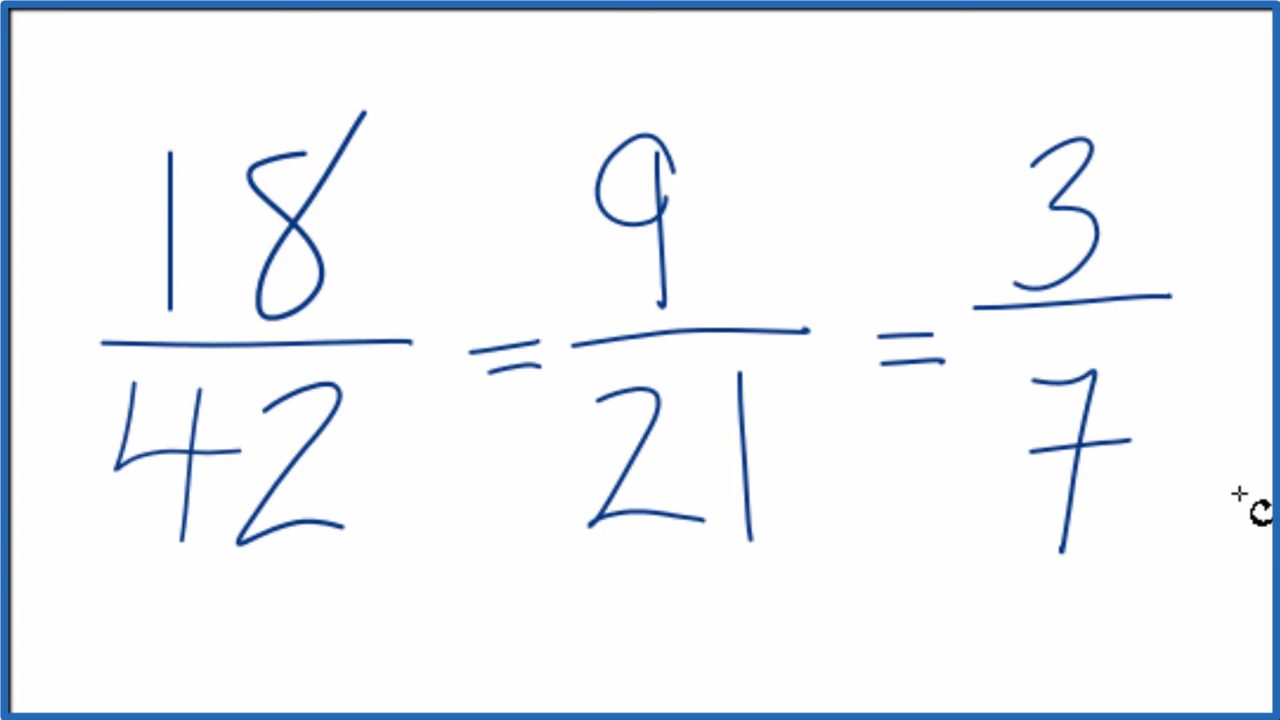 18/42 = 9/21 = 3/7